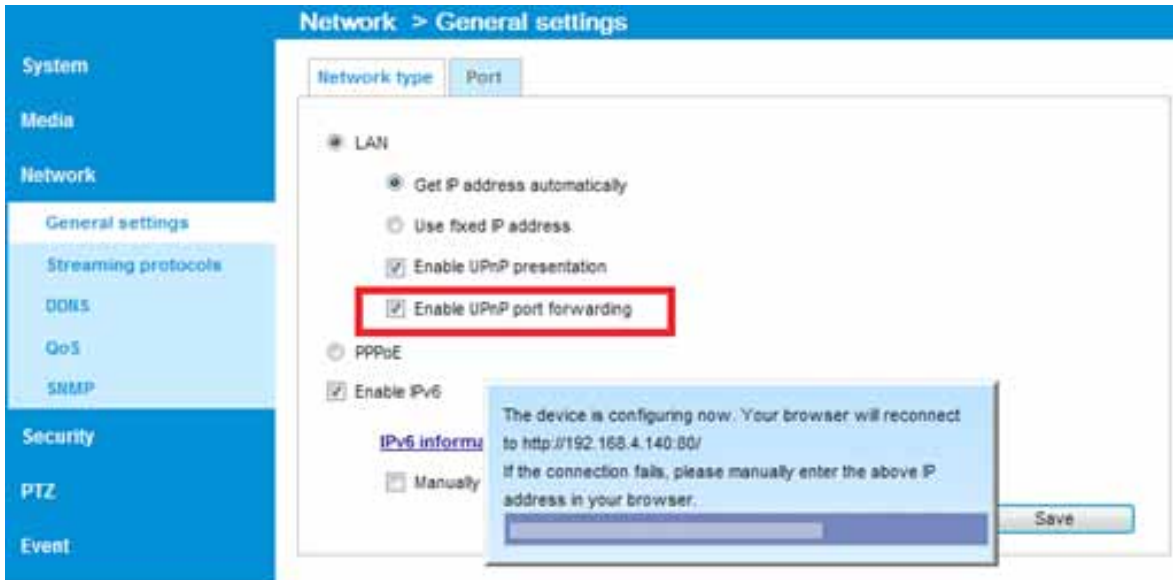 Network > General settings
System
Media
Network
General settings
Streaming protocols
DDNS
QoS
SNMP
Security
PTZ
Event
Network type
Port
LAN
Get IP address automatically
Use fixed IP address
Enable UPnP presentation
Enable UPnP port forwarding
PPPoE
Enable IPv6
IPv6 informa
Manually
The device is configuring now. Your browser will reconnect
to http://192.168.4.140:80/
If the connection fails, please manually enter the above IP
address in your browser.
Save